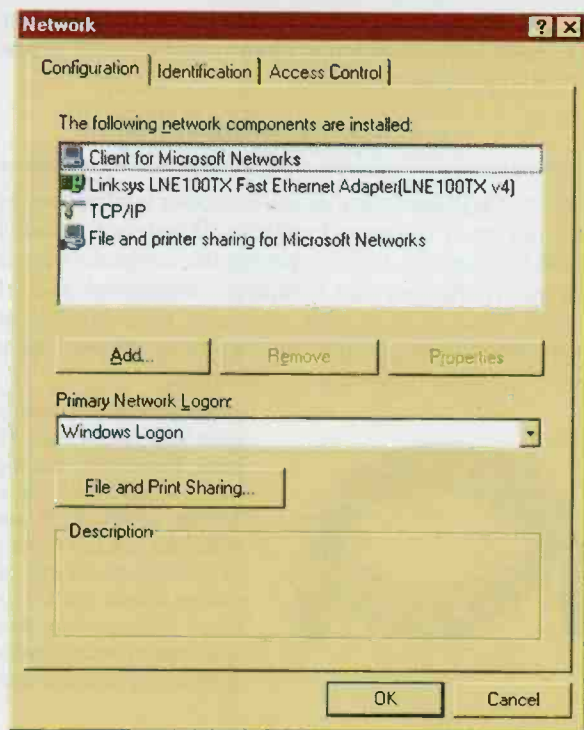 Network
Configuration Identification Access Control
The following network components are installed:
Client for Microsoft Networks
Linksys LNE100TX Fast Ethernet Adapter(LNE100TX v4)
TCP/IP
File and printer sharing for Microsoft Networks
Add... Remove Properties
Primary Network Logon:
Windows Logon
File and Print Sharing...
Description
OK Cancel